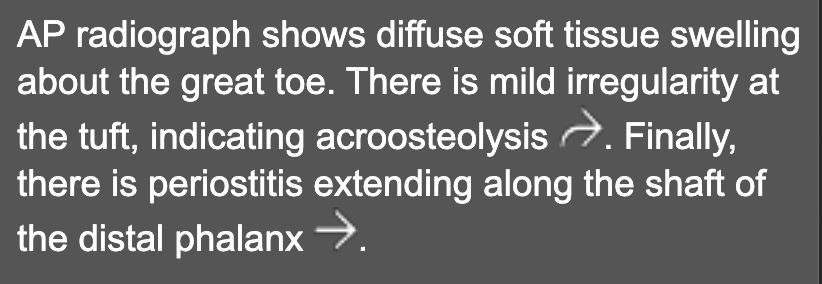 AP radiograph shows diffuse soft tissue swelling
about the great toe. There is mild irregularity at
the tuft, indicating acroosteolysis ↷. Finally,
there is periostitis extending along the shaft of
the distal phalanx →.